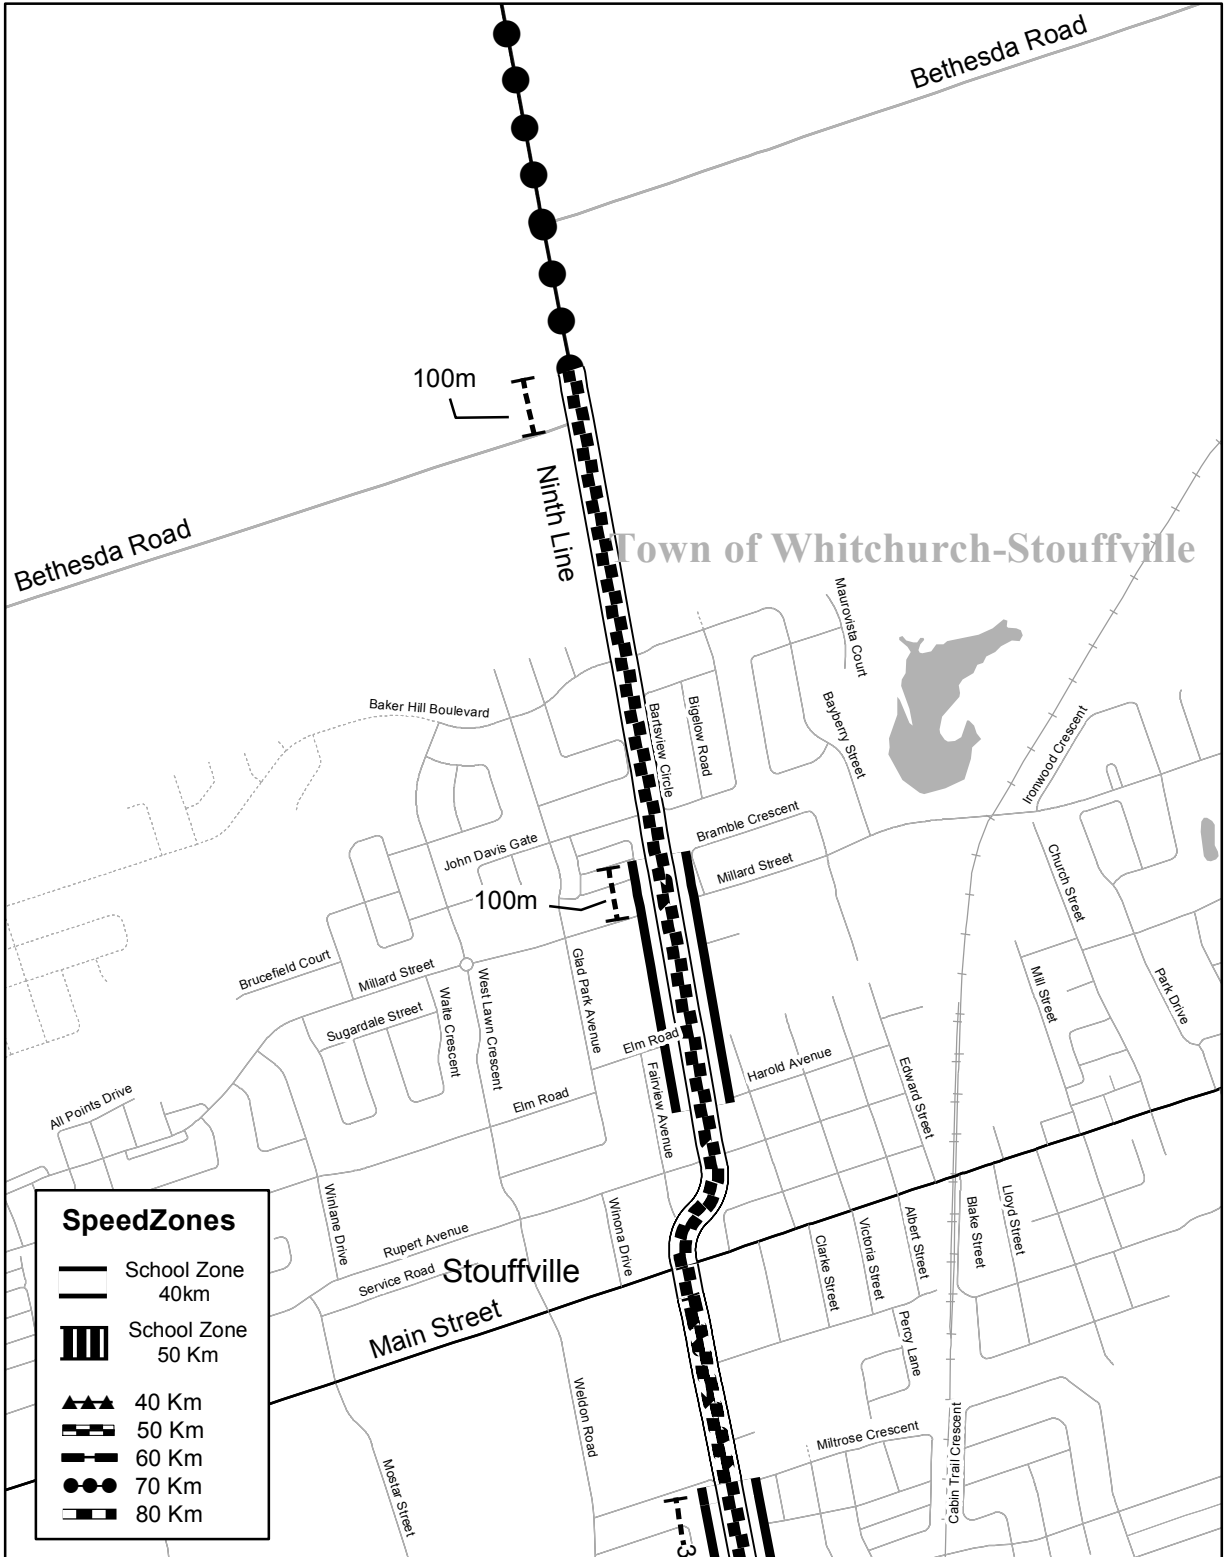 Bethesda Road
100m
Ninth Line
Bethesda Road
Town of Whitchurch-Stouffville
Maurovista Court
Baker Hill Boulevard
Bartsview Circle
Bigelow Road
Bayberry Street
Ironwood Crescent
Bramble Crescent
John Davis Gate
Millard Street
100m
Church Street
Brucefield Court
Millard Street
Glad Park Avenue
West Lawn Crescent
Waite Crescent
Sugardale Street
Mill Street
Park Drive
Elm Road
Harold Avenue
Fairview Avenue
Edward Street
All Points Drive
Elm Road
Winlane Drive
Rupert Avenue
Winona Drive
Service Road
Stouffville
Main Street
Clarke Street
Victoria Street
Albert Street
Blake Street
Lloyd Street
Percy Lane
Weldon Road
Mostar Street
Miltrose Crescent
Cabin Trail Crescent
3
SpeedZones
School Zone
40km
School Zone
50 Km
40 Km
50 Km
60 Km
70 Km
80 Km